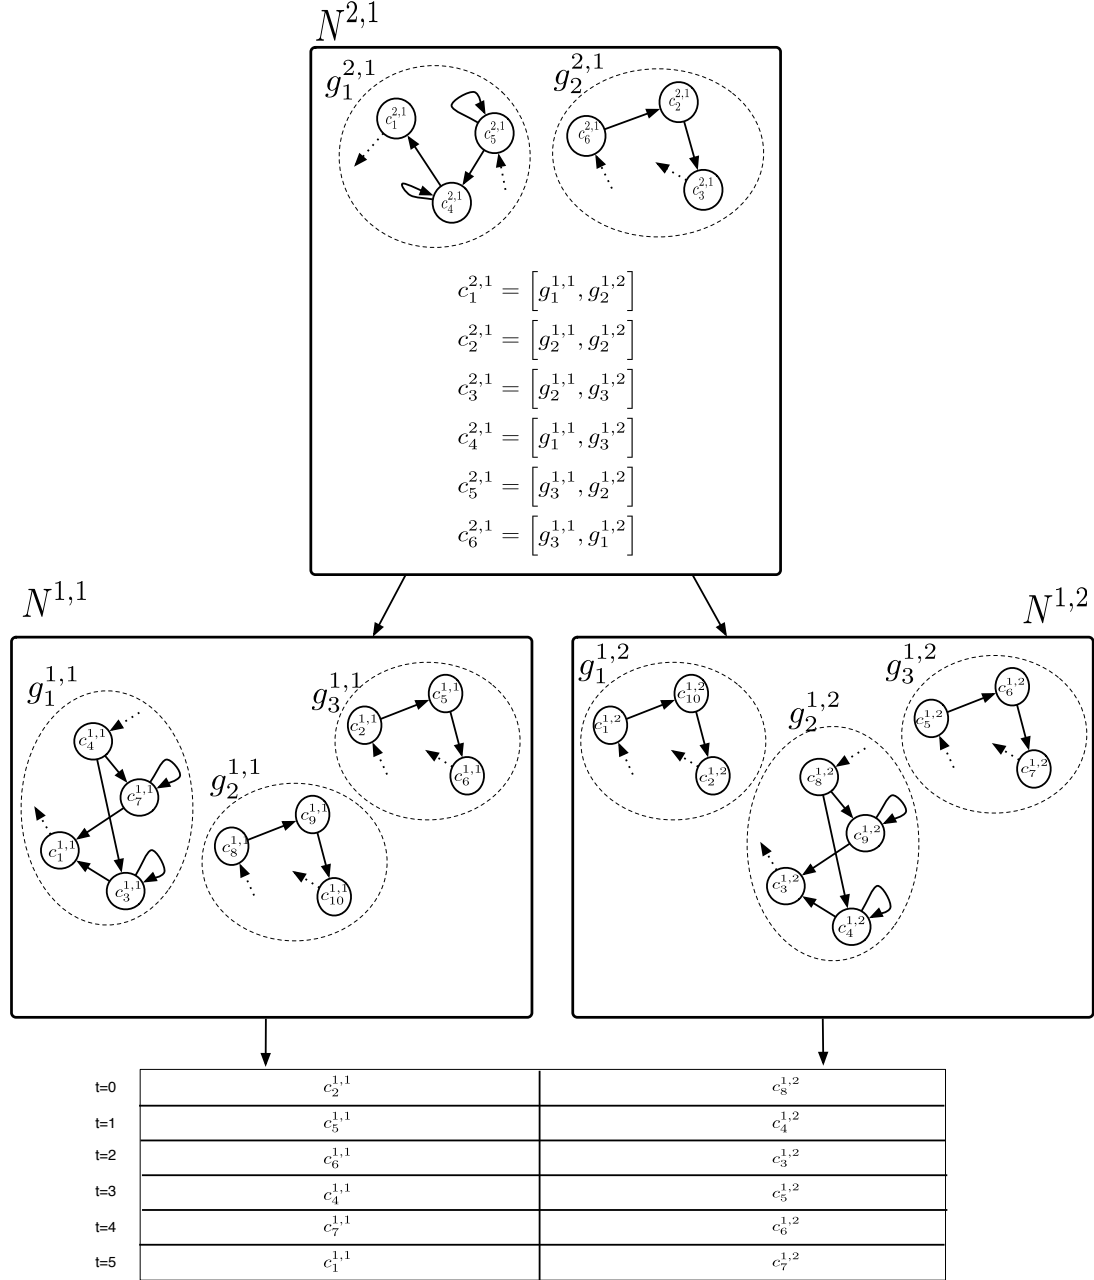 N^{2,1}
g_1^{2,1} g_2^{2,1}
c_1^{2,1} c_5^{2,1} c_4^{2,1} c_6^{2,1} c_2^{2,1} c_3^{2,1}
c_1^{2,1} = [g_1^{1,1}, g_2^{1,2}]
c_2^{2,1} = [g_2^{1,1}, g_2^{1,2}]
c_3^{2,1} = [g_2^{1,1}, g_3^{1,2}]
c_4^{2,1} = [g_1^{1,1}, g_3^{1,2}]
c_5^{2,1} = [g_3^{1,1}, g_2^{1,2}]
c_6^{2,1} = [g_3^{1,1}, g_1^{1,2}]
N^{1,1}
g_1^{1,1}
c_4^{1,1} c_7^{1,1} c_1^{1,1} c_3^{1,1}
g_2^{1,1}
c_8^{1,1} c_9^{1,1} c_{10}^{1,1}
g_3^{1,1}
c_2^{1,1} c_5^{1,1} c_6^{1,1}
N^{1,2}
g_1^{1,2}
c_1^{1,2} c_{10}^{1,2} c_2^{1,2}
g_2^{1,2}
c_8^{1,2} c_9^{1,2} c_3^{1,2} c_4^{1,2}
g_3^{1,2}
c_5^{1,2} c_6^{1,2} c_7^{1,2}
t=0 c_2^{1,1} c_8^{1,2}
t=1 c_5^{1,1} c_4^{1,2}
t=2 c_6^{1,1} c_3^{1,2}
t=3 c_4^{1,1} c_5^{1,2}
t=4 c_7^{1,1} c_6^{1,2}
t=5 c_1^{1,1} c_7^{1,2}